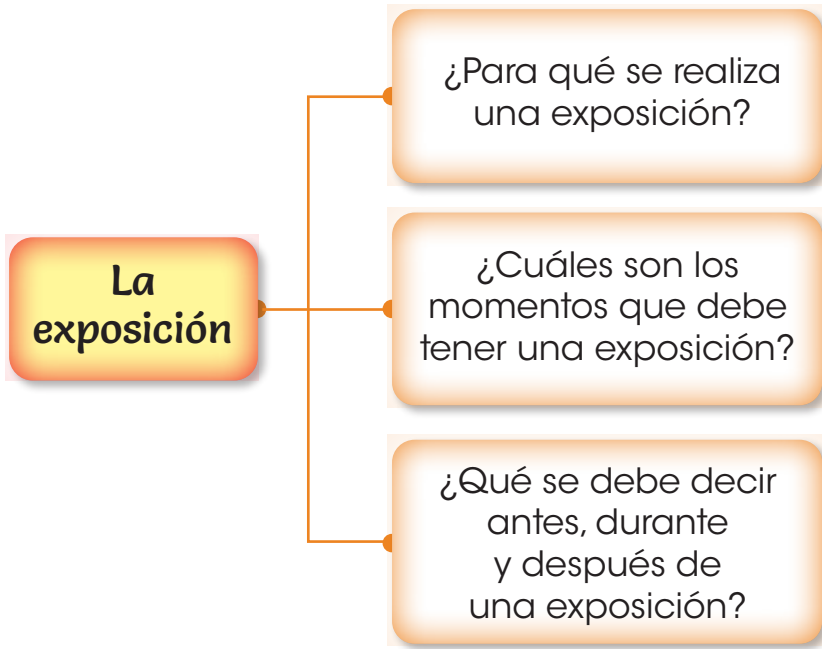 ¿Para qué se realiza
una exposición?
La
exposición
¿Cuáles son los
momentos que debe
tener una exposición?
¿Qué se debe decir
antes, durante
y después de
una exposición?